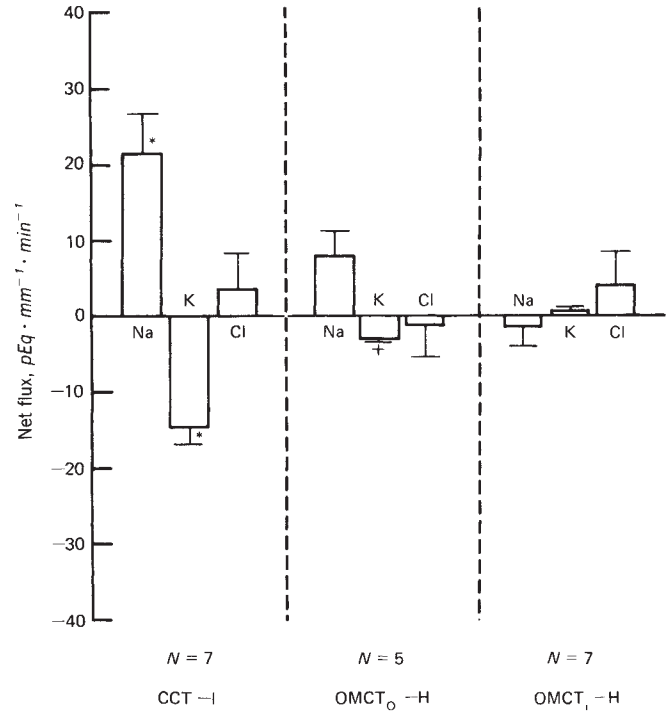 40
30
20
10
0
−10
−20
−30
−40
Net flux, pEq · mm⁻¹ · min⁻¹
* K Na Cl *
K Cl Na +
Na K Cl
N = 7 N = 5 N = 7
CCT −I OMCTO −H OMCTI − H